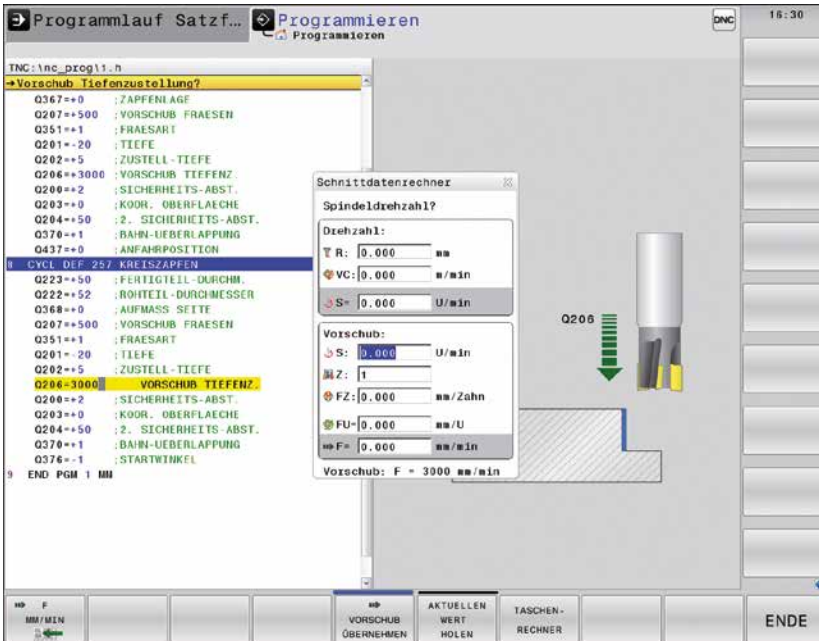 Programmlauf Satzf...
Programmieren
Programmieren
DNC
16:30
TNC:\nc_prog\1.h
→Vorschub Tiefenzustellung?
Q367=+0 ;ZAPFENLAGE
Q207=+500 ;VORSCHUB FRAESEN
Q351=+1 ;FRAESART
Q201=-20 ;TIEFE
Q202=+5 ;ZUSTELL-TIEFE
Q206=+3000 ;VORSCHUB TIEFENZ.
Q200=+2 ;SICHERHEITS-ABST.
Q203=+0 ;KOOR. OBERFLAECHE
Q204=+50 ;2. SICHERHEITS-ABST.
Q370=+1 ;BAHN-UEBERLAPPUNG
Q437=+0 ;ANFAHRPOSITION
8 CYCL DEF 257 KREISZAPFEN
Q223=+50 ;FERTIGTEIL-DURCHM.
Q222=+52 ;ROHTEIL-DURCHMESSER
Q368=+0 ;AUFMASS SEITE
Q207=+500 ;VORSCHUB FRAESEN
Q351=+1 ;FRAESART
Q201=-20 ;TIEFE
Q202=+5 ;ZUSTELL-TIEFE
Q206=3000 VORSCHUB TIEFENZ.
Q200=+2 ;SICHERHEITS-ABST.
Q203=+0 ;KOOR. OBERFLAECHE
Q204=+50 ;2. SICHERHEITS-ABST.
Q370=+1 ;BAHN-UEBERLAPPUNG
Q376=-1 ;STARTWINKEL
9 END PGM 1 MM
Schnittdatenrechner
Spindeldrehzahl?
Drehzahl:
R: 0.000 mm
VC: 0.000 m/min
S= 0.000 U/min
Vorschub:
S: 0.000 U/min
Z: 1
FZ: 0.000 mm/Zahn
FU= 0.000 mm/U
F= 0.000 mm/min
Vorschub: F = 3000 mm/min
Q206
F
MM/MIN
VORSCHUB
ÜBERNEHMEN
AKTUELLEN
WERT
HOLEN
TASCHEN-
RECHNER
ENDE